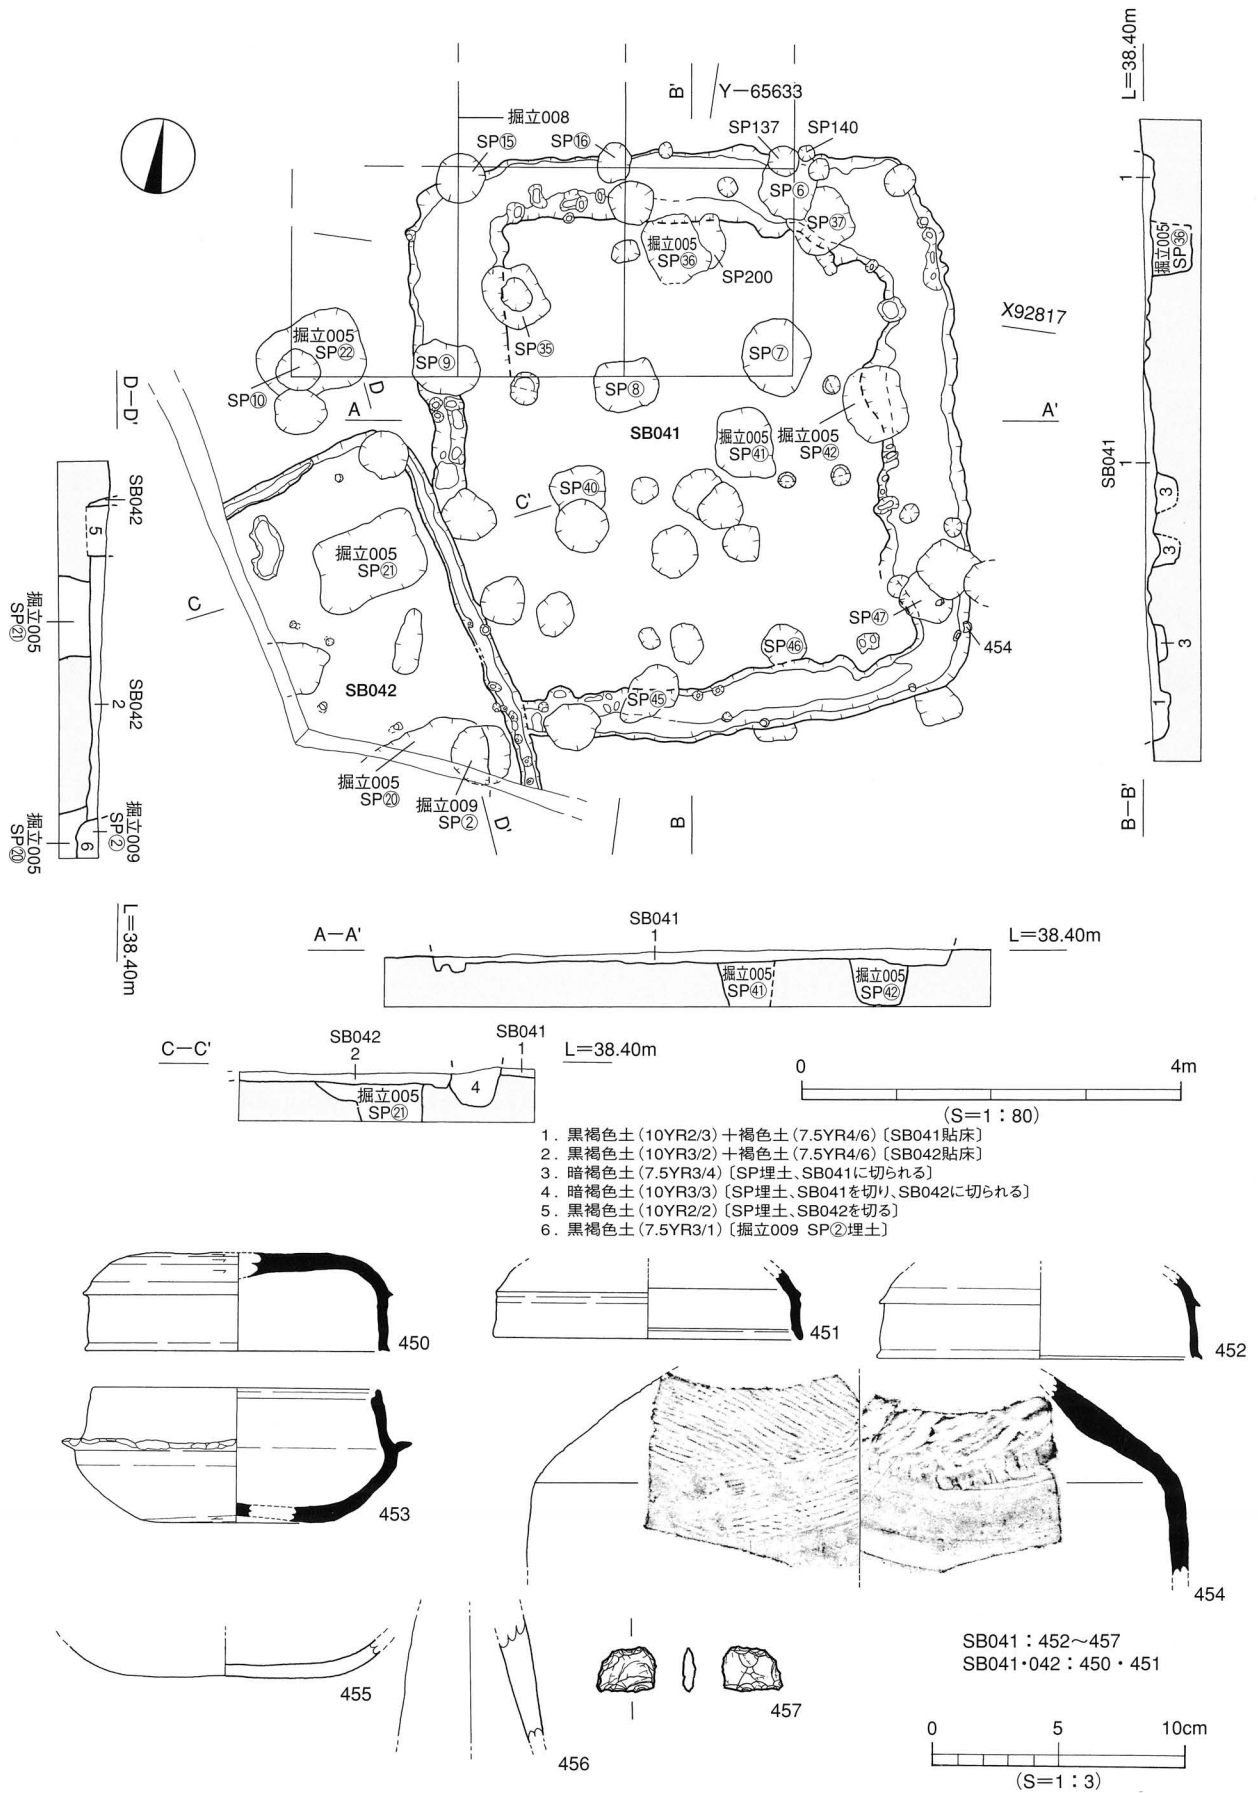 L＝38.40m
B'
Y－65633
掘立008
SP⑮
SP⑯
SP137
SP140
SP⑥
SP㊲
掘立005
SP㊱
SP200
掘立005
SP㊱
SP㉟
X92817
掘立005
SP㉒
SP⑩
SP⑨
SP⑧
SP⑦
D－D'
D
A
A'
SB041
掘立005
SP㊶
掘立005
SP㊷
SB041
1
1
3
3
3
1
SB042
5
SP㊵
C'
掘立005
SP㉑
C
掘立005
SP㉑
SB042
2
SP㊼
454
SP㊻
SP㊺
SB042
掘立005
SP⑳
掘立009
SP②
D'
B
B－B'
掘立009
SP②
6
掘立005
SP⑳
L＝38.40m
A－A'
SB041
1
L＝38.40m
掘立005
SP㊶
掘立005
SP㊷
C－C'
SB042
2
SB041
1
L＝38.40m
4
掘立005
SP㉑
0 4m
(S＝1：80)
1．黒褐色土(10YR2/3)＋褐色土(7.5YR4/6)〔SB041貼床〕
2．黒褐色土(10YR3/2)＋褐色土(7.5YR4/6)〔SB042貼床〕
3．暗褐色土(7.5YR3/4)〔SP埋土、SB041に切られる〕
4．暗褐色土(10YR3/3)〔SP埋土、SB041を切り、SB042に切られる〕
5．黒褐色土(10YR2/2)〔SP埋土、SB042を切る〕
6．黒褐色土(7.5YR3/1)〔掘立009 SP②埋土〕
450
451
452
453
454
455
456
457
SB041：452～457
SB041・042：450・451
0 5 10cm
(S＝1：3)